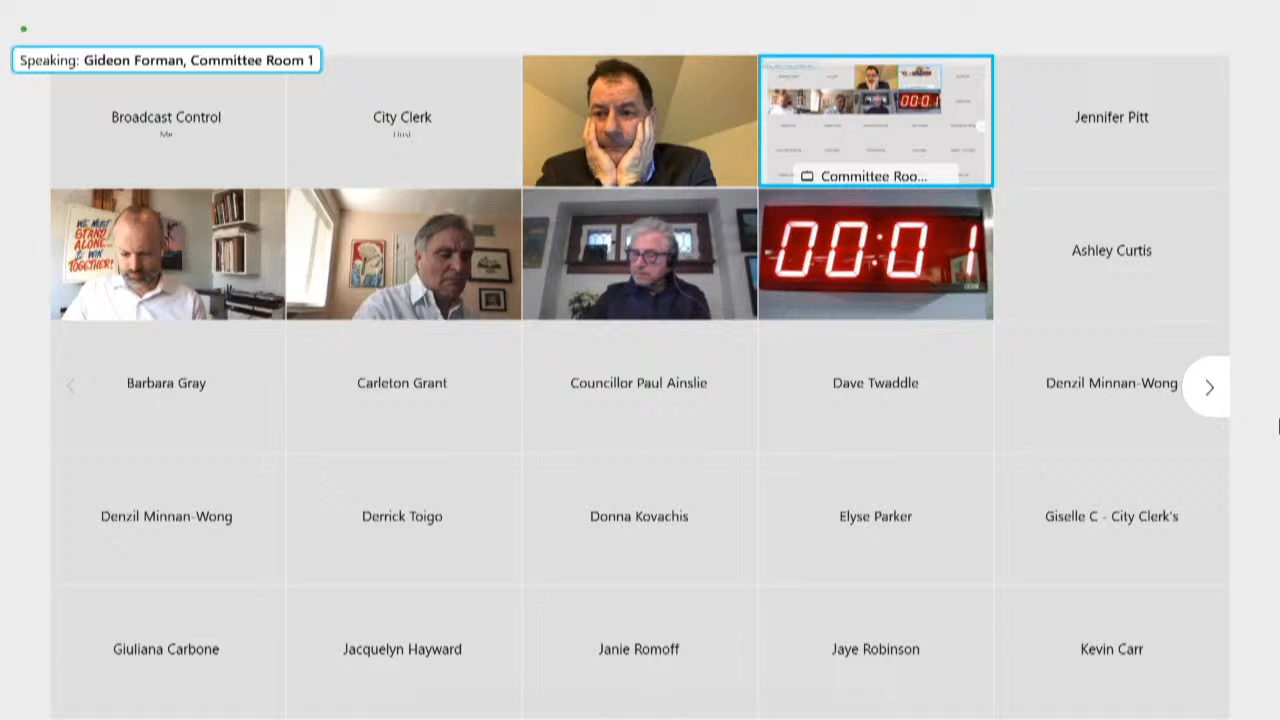 Speaking: Gideon Forman, Committee Room 1
Broadcast Control
Me
City Clerk
Host
Committee Roo...
Jennifer Pitt
WE MUST
STAND
ALONE...
TO WIN
TOGETHER!
00:01
Ashley Curtis
Barbara Gray
Carleton Grant
Councillor Paul Ainslie
Dave Twaddle
Denzil Minnan-Wong
Denzil Minnan-Wong
Derrick Toigo
Donna Kovachis
Elyse Parker
Giselle C - City Clerk's
Giuliana Carbone
Jacquelyn Hayward
Janie Romoff
Jaye Robinson
Kevin Carr